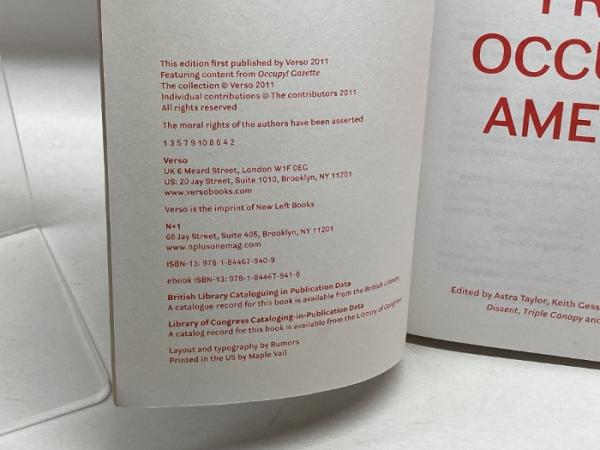 This edition first published by Verso 2011
Featuring content from Occupy! Gazette
The collection © Verso 2011
Individual contributions © The contributors 2011
All rights reserved
The moral rights of the authors have been asserted
1 3 5 7 9 10 8 6 4 2
Verso
UK 6 Meard Street, London W1F 0EG
US: 20 Jay Street, Suite 1010, Brooklyn, NY 11201
www.versobooks.com
Verso is the imprint of New Left Books
N+1
68 Jay Street, Suite 405, Brooklyn, NY 11201
www.nplusonemag.com
ISBN-13: 978-1-84467-940-9
ebook ISBN-13: 978-1-84467-941-6
British Library Cataloguing in Publication Data
A catalogue record for this book is available from the British Library
Library of Congress Cataloging-in-Publication Data
A catalog record for this book is available from the Library of Congress
Layout and typography by Rumors
Printed in the US by Maple Vail
OCCU
AME
Edited by Astra Taylor, Keith Gess
Dissent, Triple Canopy and